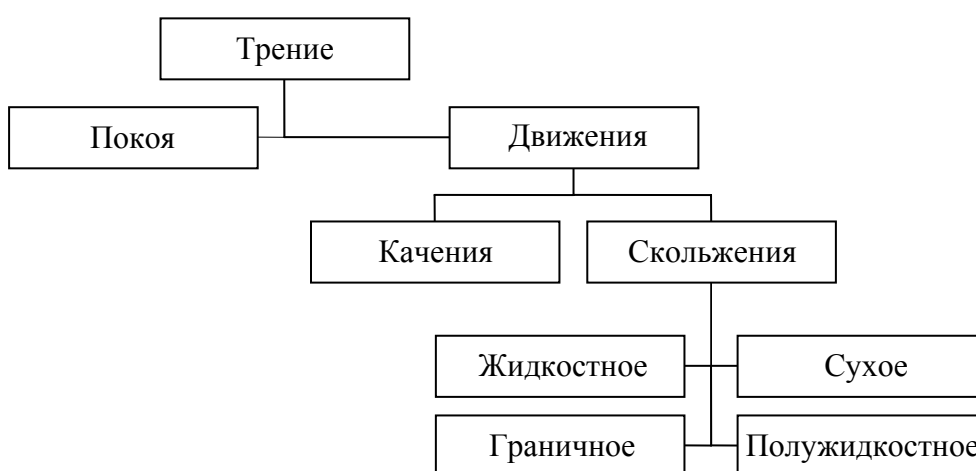 Трение
Покоя
Движения
Качения
Скольжения
Жидкостное
Сухое
Граничное
Полужидкостное